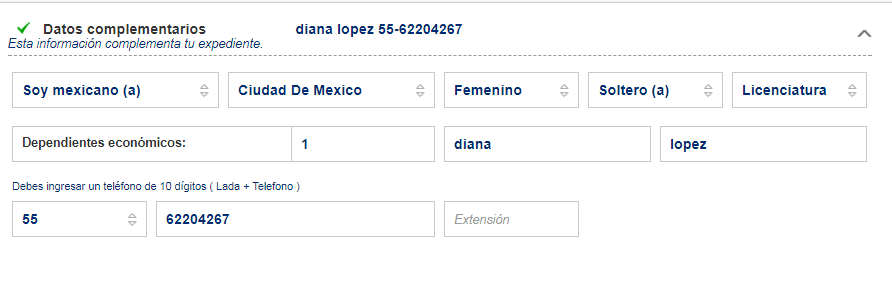 Datos complementarios diana lopez 55-62204267
Esta información complementa tu expediente.
Soy mexicano (a) Ciudad De Mexico Femenino Soltero (a) Licenciatura
Dependientes económicos: 1 diana lopez
Debes ingresar un teléfono de 10 dígitos ( Lada + Telefono )
55 62204267 Extensión